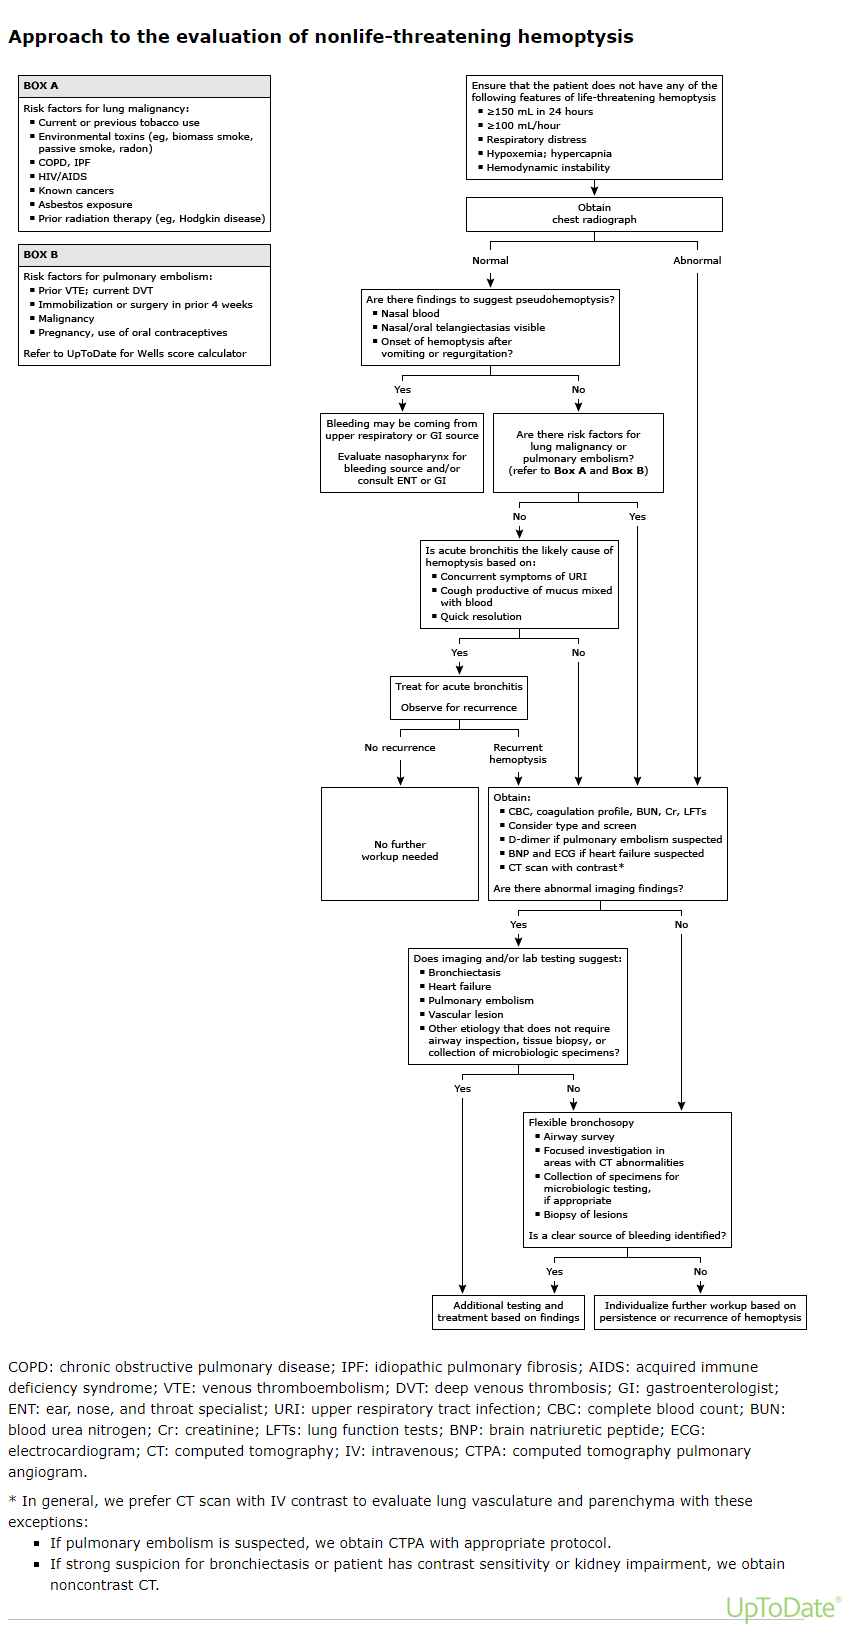 Approach to the evaluation of nonlife-threatening hemoptysis
BOX A
Risk factors for lung malignancy:
▪ Current or previous tobacco use
▪ Environmental toxins (eg, biomass smoke,
passive smoke, radon)
▪ COPD, IPF
▪ HIV/AIDS
▪ Known cancers
▪ Asbestos exposure
▪ Prior radiation therapy (eg, Hodgkin disease)
BOX B
Risk factors for pulmonary embolism:
▪ Prior VTE; current DVT
▪ Immobilization or surgery in prior 4 weeks
▪ Malignancy
▪ Pregnancy, use of oral contraceptives
Refer to UpToDate for Wells score calculator
Ensure that the patient does not have any of the
following features of life-threatening hemoptysis
▪ ≥150 mL in 24 hours
▪ ≥100 mL/hour
▪ Respiratory distress
▪ Hypoxemia; hypercapnia
▪ Hemodynamic instability
Obtain
chest radiograph
Normal
Abnormal
Are there findings to suggest pseudohemoptysis?
▪ Nasal blood
▪ Nasal/oral telangiectasias visible
▪ Onset of hemoptysis after
vomiting or regurgitation?
Yes
No
Bleeding may be coming from
upper respiratory or GI source
Evaluate nasopharynx for
bleeding source and/or
consult ENT or GI
Are there risk factors for
lung malignancy or
pulmonary embolism?
(refer to Box A and Box B)
No
Yes
Is acute bronchitis the likely cause of
hemoptysis based on:
▪ Concurrent symptoms of URI
▪ Cough productive of mucus mixed
with blood
▪ Quick resolution
Yes
No
Treat for acute bronchitis
Observe for recurrence
No recurrence
Recurrent
hemoptysis
No further
workup needed
Obtain:
▪ CBC, coagulation profile, BUN, Cr, LFTs
▪ Consider type and screen
▪ D-dimer if pulmonary embolism suspected
▪ BNP and ECG if heart failure suspected
▪ CT scan with contrast*
Are there abnormal imaging findings?
Yes
No
Does imaging and/or lab testing suggest:
▪ Bronchiectasis
▪ Heart failure
▪ Pulmonary embolism
▪ Vascular lesion
▪ Other etiology that does not require
airway inspection, tissue biopsy, or
collection of microbiologic specimens?
Yes
No
Flexible bronchosopy
▪ Airway survey
▪ Focused investigation in
areas with CT abnormalities
▪ Collection of specimens for
microbiologic testing,
if appropriate
▪ Biopsy of lesions
Is a clear source of bleeding identified?
Yes
No
Additional testing and
treatment based on findings
Individualize further workup based on
persistence or recurrence of hemoptysis
COPD: chronic obstructive pulmonary disease; IPF: idiopathic pulmonary fibrosis; AIDS: acquired immune
deficiency syndrome; VTE: venous thromboembolism; DVT: deep venous thrombosis; GI: gastroenterologist;
ENT: ear, nose, and throat specialist; URI: upper respiratory tract infection; CBC: complete blood count; BUN:
blood urea nitrogen; Cr: creatinine; LFTs: lung function tests; BNP: brain natriuretic peptide; ECG:
electrocardiogram; CT: computed tomography; IV: intravenous; CTPA: computed tomography pulmonary
angiogram.
* In general, we prefer CT scan with IV contrast to evaluate lung vasculature and parenchyma with these
exceptions:
▪ If pulmonary embolism is suspected, we obtain CTPA with appropriate protocol.
▪ If strong suspicion for bronchiectasis or patient has contrast sensitivity or kidney impairment, we obtain
noncontrast CT.
UpToDate®